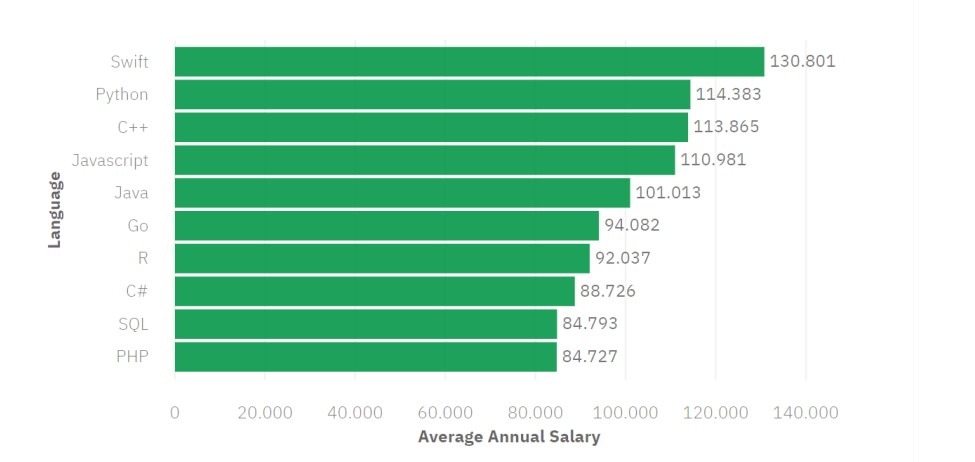 Swift 130.801
Python 114.383
C++ 113.865
Javascript 110.981
Java 101.013
Go 94.082
R 92.037
C# 88.726
SQL 84.793
PHP 84.727
Language
0 20.000 40.000 60.000 80.000 100.000 120.000 140.000
Average Annual Salary